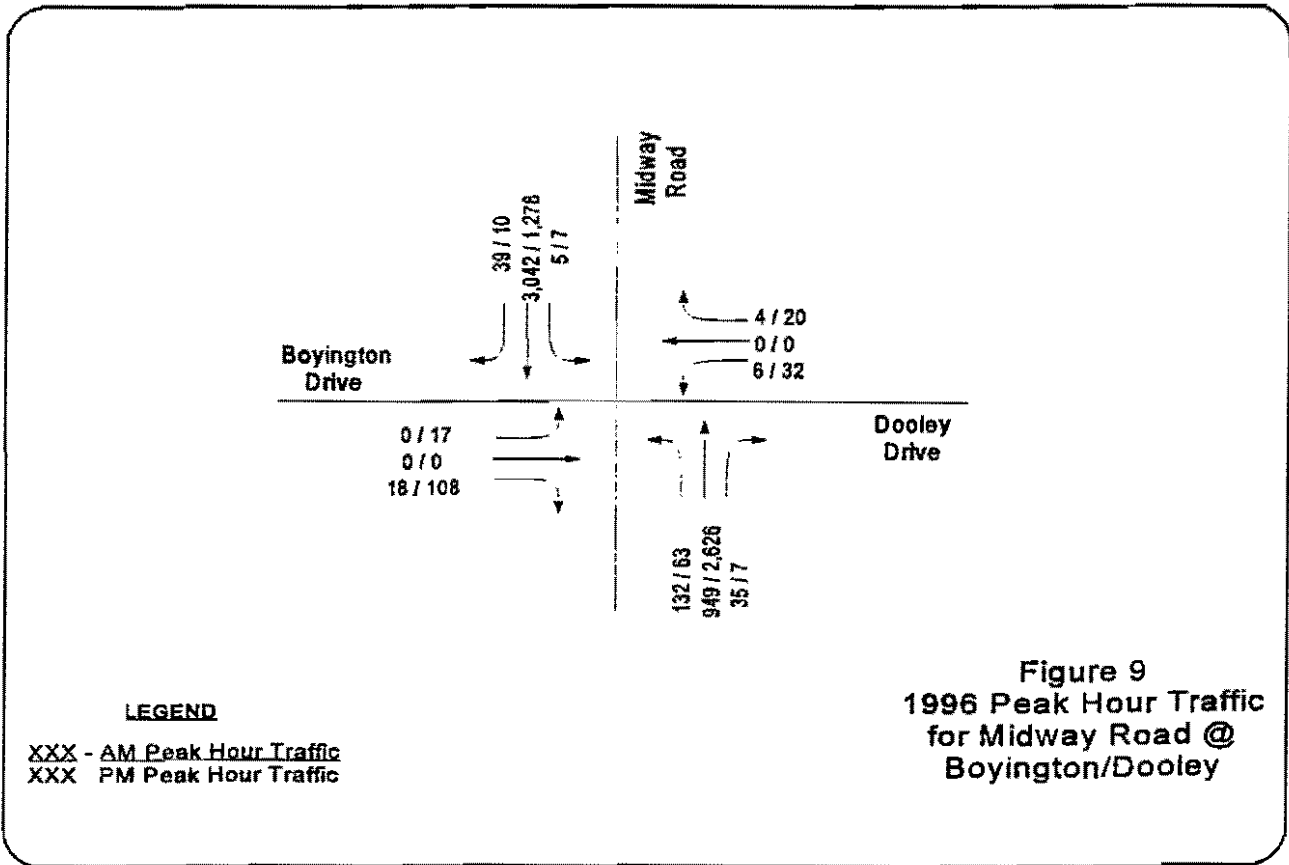 Midway
Road
39 / 10
3,042 / 1,278
5 / 7
4 / 20
0 / 0
6 / 32
Boyington
Drive
Dooley
Drive
0 / 17
0 / 0
18 / 108
132 / 63
949 / 2,626
35 / 7
LEGEND
XXX - AM Peak Hour Traffic
XXX PM Peak Hour Traffic
Figure 9
1996 Peak Hour Traffic
for Midway Road @
Boyington/Dooley